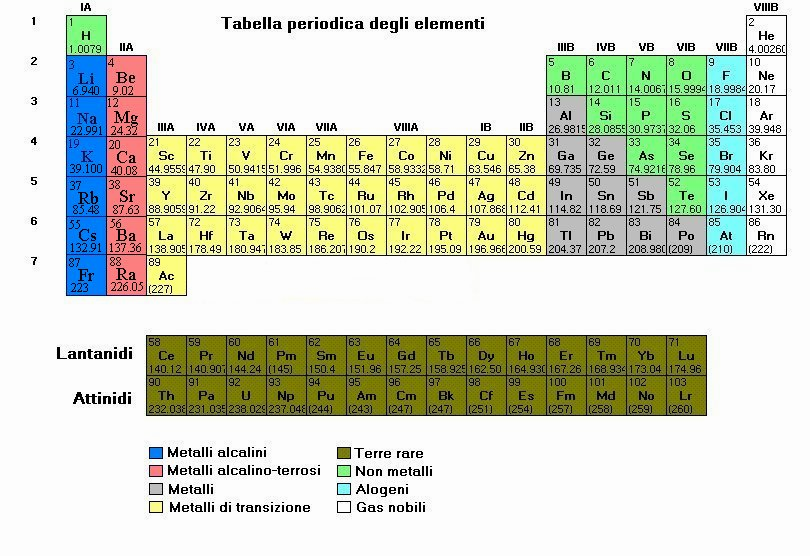 IA VIIIB
Tabella periodica degli elementi
1 1 2
H He
1.0079 4.00260
IIA IIIB IVB VB VIB VIIB
2 3 4 5 6 7 8 9 10
Li Be B C N O F Ne
6.940 9.02 10.81 12.011 14.0067 15.9994 18.9984 20.17
3 11 12 13 14 15 16 17 18
Na Mg Al Si P S Cl Ar
22.991 24.32 26.9815 28.0855 30.9737 32.06 35.453 39.948
IIIA IVA VA VIA VIIA VIIIA IB IIB
4 19 20 21 22 23 24 25 26 27 28 29 30 31 32 33 34 35 36
K Ca Sc Ti V Cr Mn Fe Co Ni Cu Zn Ga Ge As Se Br Kr
39.100 40.08 44.9559 47.90 50.9415 51.996 54.9380 55.847 58.9332 58.71 63.546 65.38 69.735 72.59 74.9216 78.96 79.904 83.80
5 37 38 39 40 41 42 43 44 45 46 47 48 49 50 51 52 53 54
Rb Sr Y Zr Nb Mo Tc Ru Rh Pd Ag Cd In Sn Sb Te I Xe
85.48 87.63 88.9059 91.22 92.9064 95.94 98.9062 101.07 102.905 106.4 107.868 112.41 114.82 118.69 121.75 127.60 126.904 131.30
6 55 56 57 72 73 74 75 76 77 78 79 80 81 82 83 84 85 86
Cs Ba La Hf Ta W Re Os Ir Pt Au Hg Tl Pb Bi Po At Rn
132.91 137.36 138.905 178.49 180.947 183.85 186.207 190.2 192.22 195.09 196.966 200.59 204.37 207.2 208.980 (209) (210) (222)
7 87 88 89
Fr Ra Ac
223 226.05 (227)
58 59 60 61 62 63 64 65 66 67 68 69 70 71
Lantanidi Ce Pr Nd Pm Sm Eu Gd Tb Dy Ho Er Tm Yb Lu
140.12 140.907 144.24 (145) 150.4 151.96 157.25 158.925 162.50 164.930 167.26 168.934 173.04 174.96
90 91 92 93 94 95 96 97 98 99 100 101 102 103
Attinidi Th Pa U Np Pu Am Cm Bk Cf Es Fm Md No Lr
232.038 231.035 238.029 237.048 (244) (243) (247) (247) (251) (254) (257) (258) (259) (260)
Metalli alcalini Terre rare
Metalli alcalino-terrosi Non metalli
Metalli Alogeni
Metalli di transizione Gas nobili